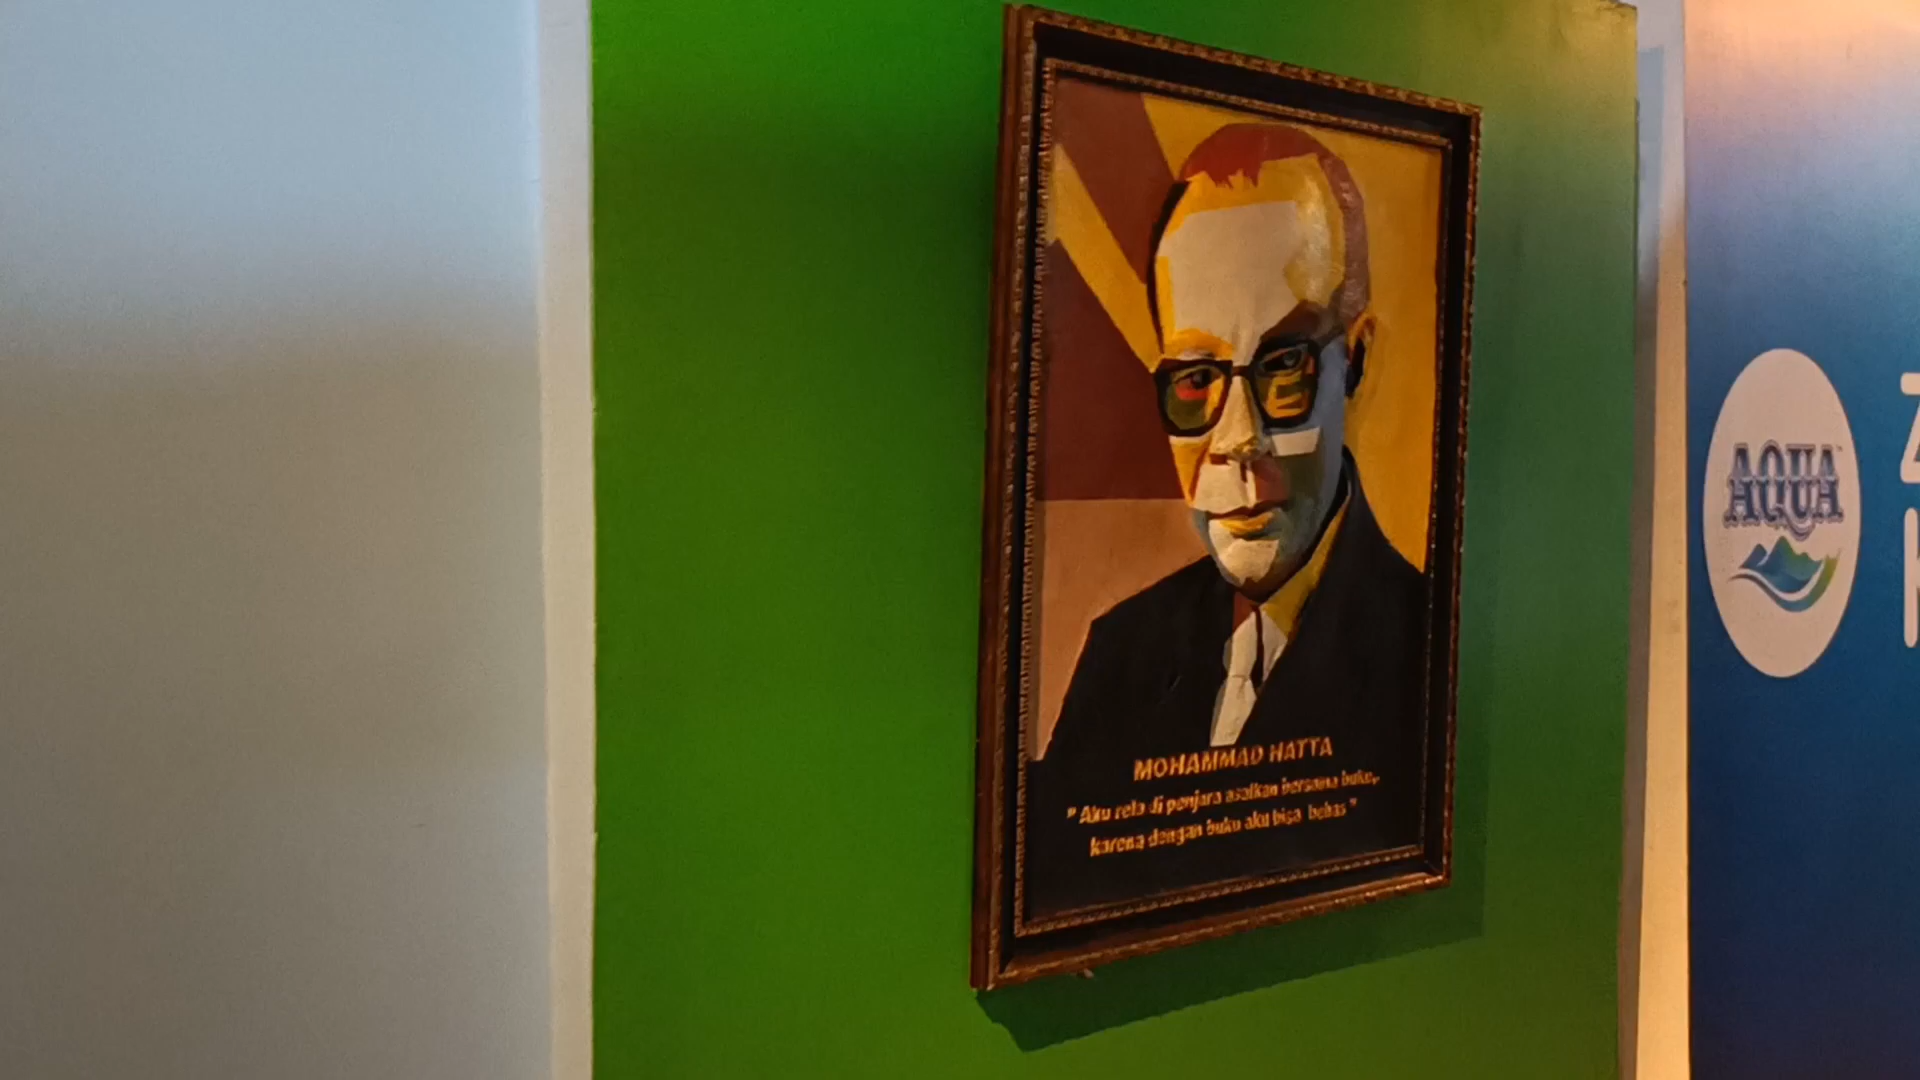 MOHAMMAD HATTA
" Aku rela di penjara asalkan bersama buku,
karena dengan buku aku bisa bebas "
AQUA